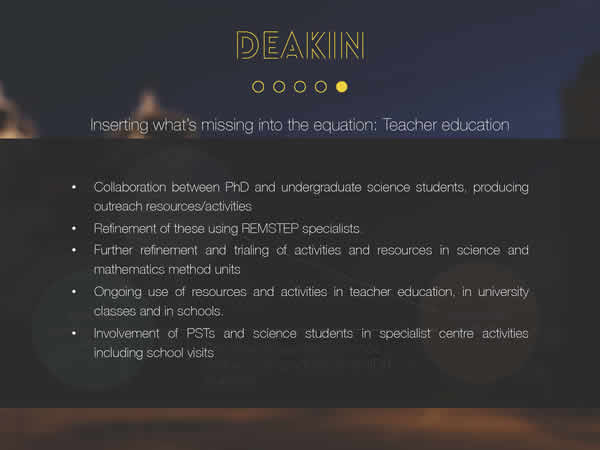 DEAKIN
Inserting what's missing into the equation: Teacher education
• Collaboration between PhD and undergraduate science students, producing
outreach resources/activities
• Refinement of these using REMSTEP specialists.
• Further refinement and trialing of activities and resources in science and
mathematics method units
• Ongoing use of resources and activities in teacher education, in university
classes and in schools.
• Involvement of PSTs and science students in specialist centre activities
including school visits